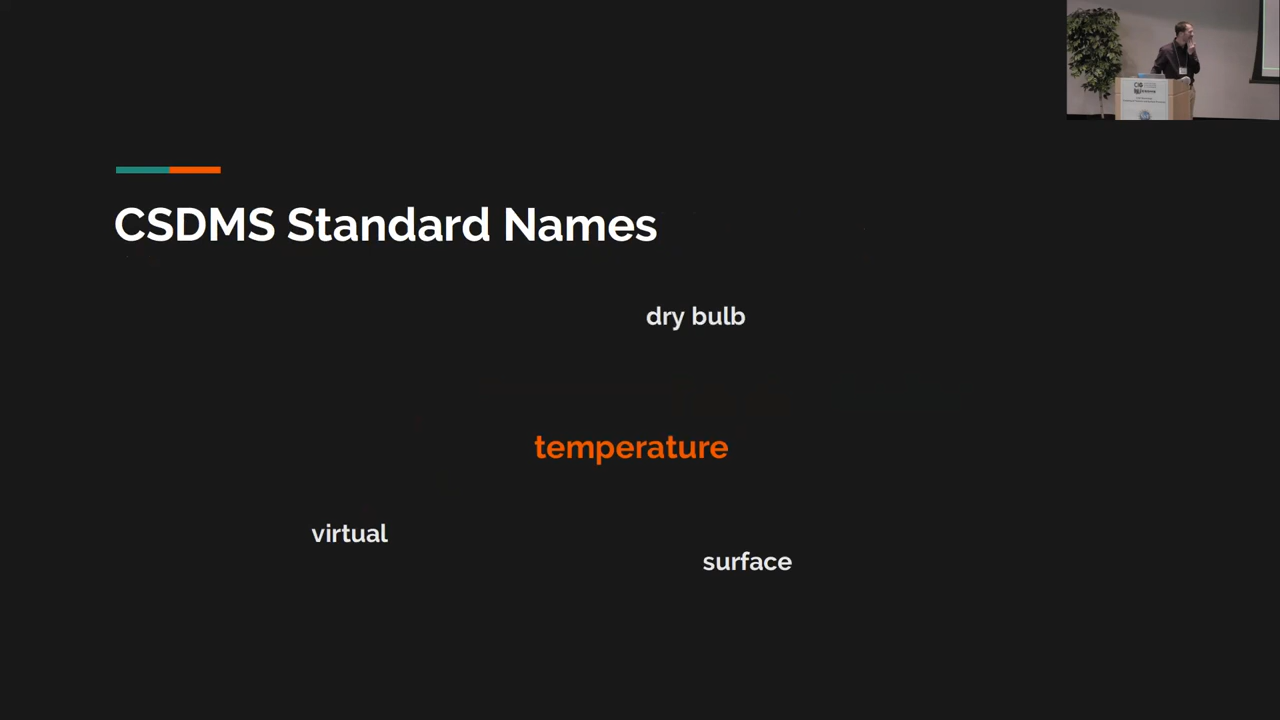 CSDMS Standard Names
dry bulb
temperature
virtual
surface